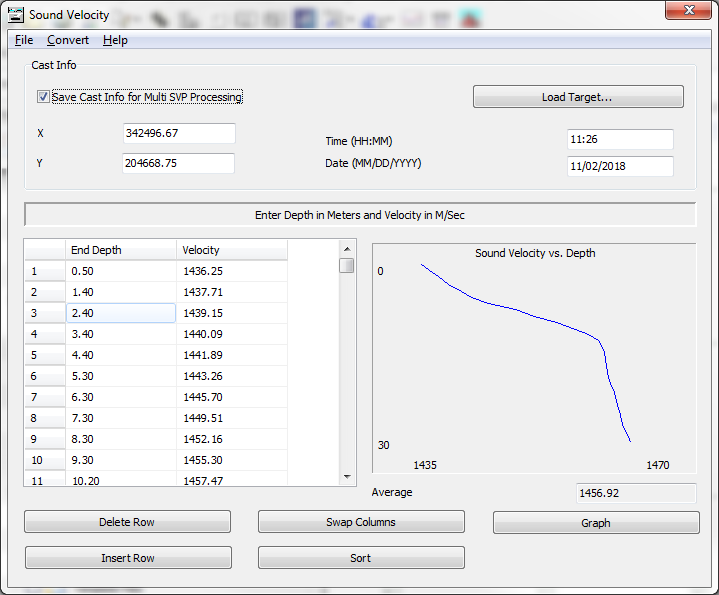 Sound Velocity
File Convert Help
Cast Info
Save Cast Info for Multi SVP Processing
Load Target...
X 342496.67
Time (HH:MM) 11:26
Y 204668.75
Date (MM/DD/YYYY) 11/02/2018
Enter Depth in Meters and Velocity in M/Sec
End Depth Velocity
1 0.50 1436.25
2 1.40 1437.71
3 2.40 1439.15
4 3.40 1440.09
5 4.40 1441.89
6 5.30 1443.26
7 6.30 1445.70
8 7.30 1449.51
9 8.30 1452.16
10 9.30 1455.30
11 10.20 1457.47
Sound Velocity vs. Depth
0
30
1435 1470
Average 1456.92
Delete Row Swap Columns Graph
Insert Row Sort